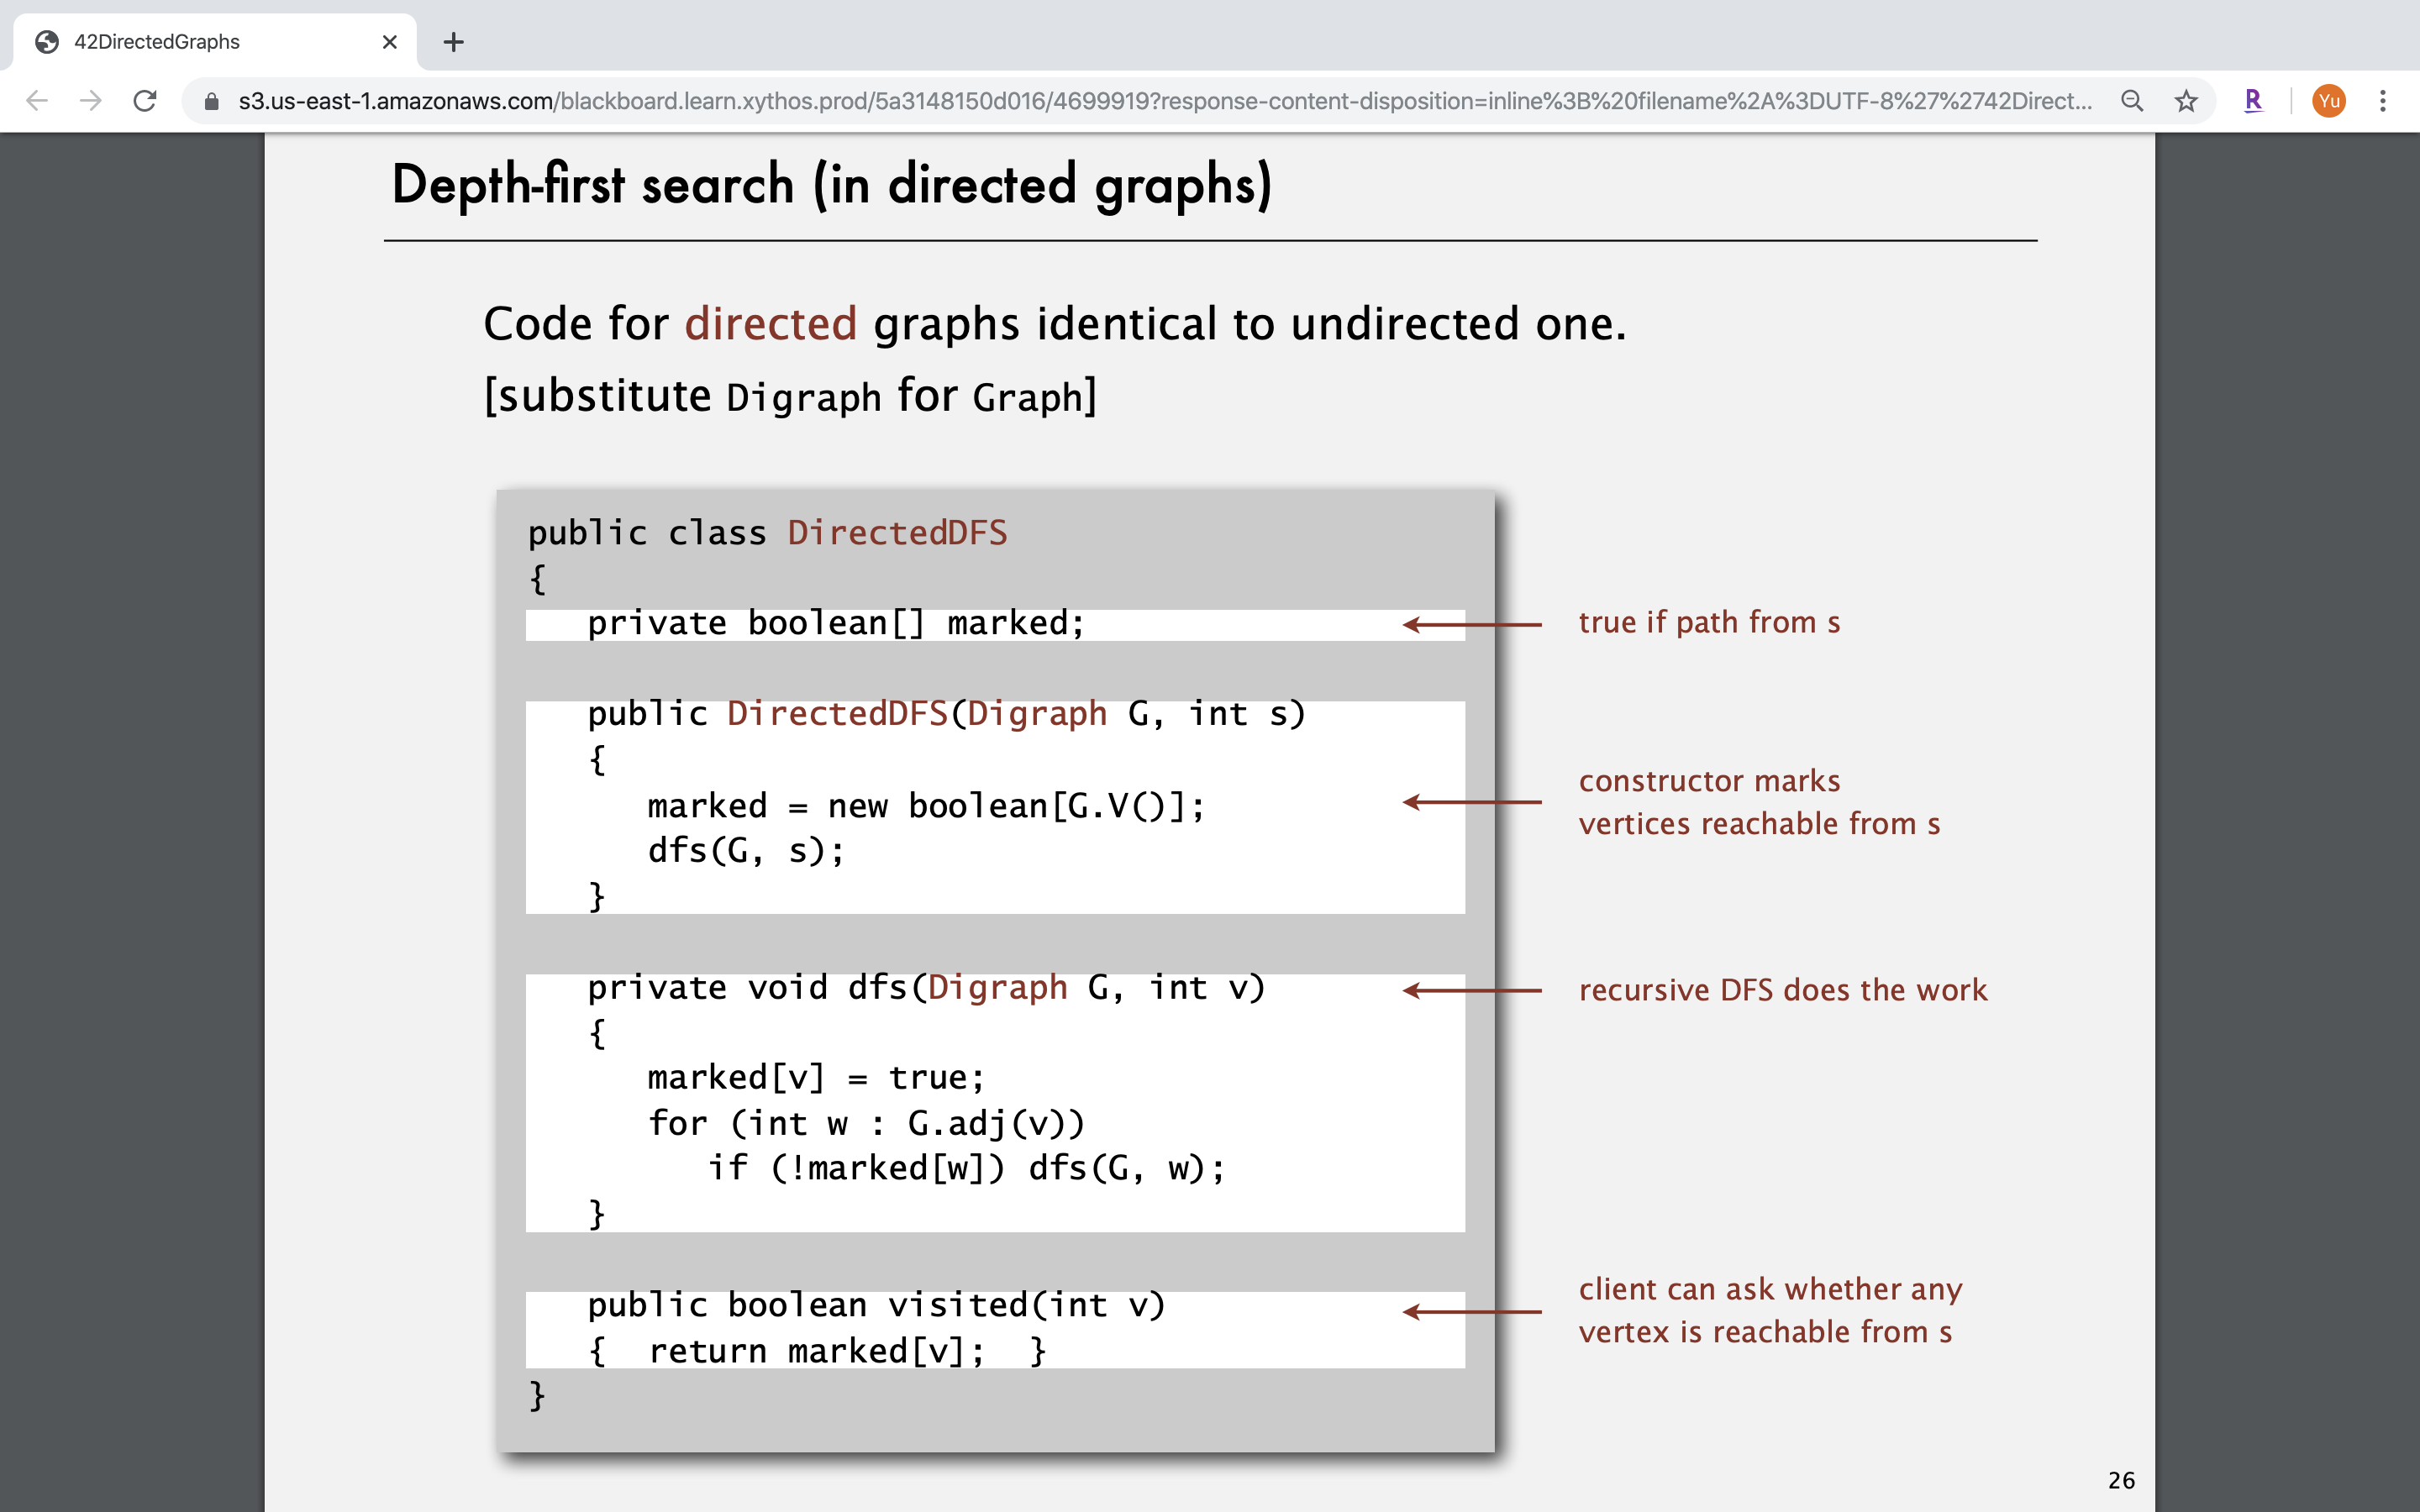 42DirectedGraphs
s3.us-east-1.amazonaws.com/blackboard.learn.xythos.prod/5a3148150d016/4699919?response-content-disposition=inline%3B%20filename%2A%3DUTF-8%27%2742Direct...
R
Yu
Depth-first search (in directed graphs)
Code for directed graphs identical to undirected one.
[substitute Digraph for Graph]
public class DirectedDFS
{
private boolean[] marked;
true if path from s
public DirectedDFS(Digraph G, int s)
{
marked = new boolean[G.V()];
dfs(G, s);
}
constructor marks
vertices reachable from s
private void dfs(Digraph G, int v)
recursive DFS does the work
{
marked[v] = true;
for (int w : G.adj(v))
if (!marked[w]) dfs(G, w);
}
public boolean visited(int v)
{ return marked[v]; }
client can ask whether any
vertex is reachable from s
}
26